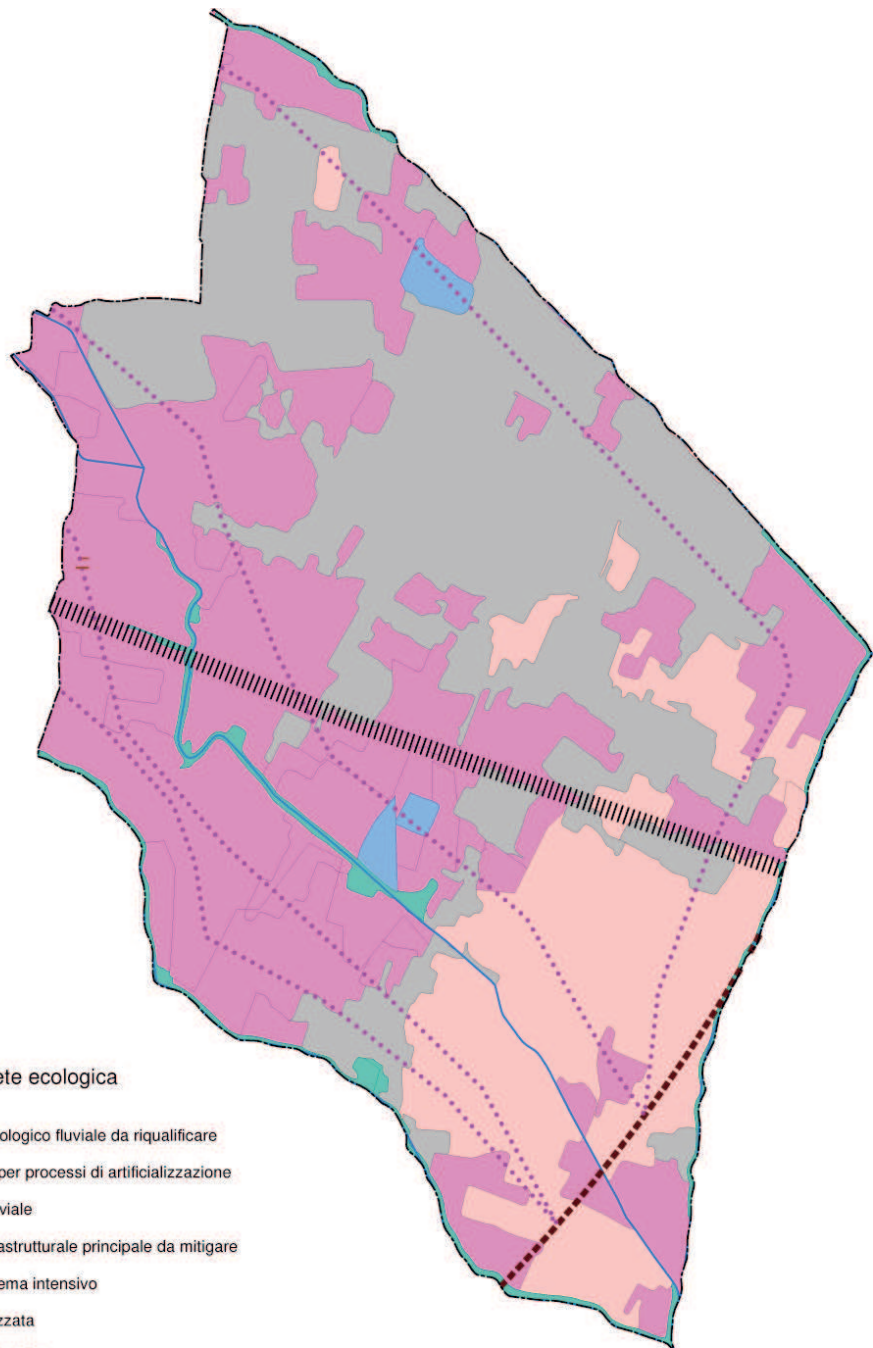 ete ecologica
ologico fluviale da riqualificare
per processi di artificializzazione
viale
astrutturale principale da mitigare
ema intensivo
zzata